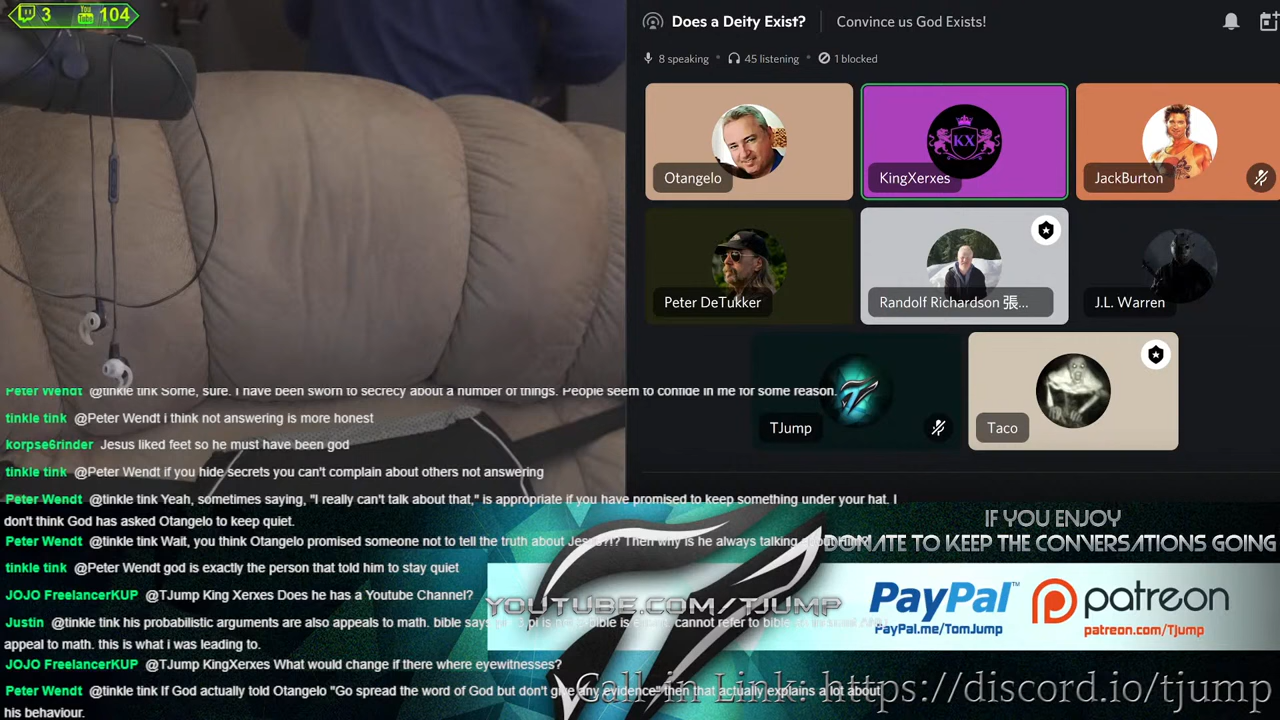 3 You Tube 104
Does a Deity Exist? Convince us God Exists!
8 speaking • 45 listening • 1 blocked
Otangelo
KX
KingXerxes
JackBurton
Peter DeTukker
Randolf Richardson 張...
J.L. Warren
TJump
Taco
Peter Wendt @tinkle tink Some, sure. I have been sworn to secrecy about a number of things. People seem to confide in me for some reason.
tinkle tink @Peter Wendt i think not answering is more honest
korpse6rinder Jesus liked feet so he must have been god
tinkle tink @Peter Wendt if you hide secrets you can't complain about others not answering
Peter Wendt @tinkle tink Yeah, sometimes saying, "I really can't talk about that," is appropriate if you have promised to keep something under your hat. I
don't think God has asked Otangelo to keep quiet.
Peter Wendt @tinkle tink Wait, you think Otangelo promised someone not to tell the truth about Jesus?!? Then why is he always talking
tinkle tink @Peter Wendt god is exactly the person that told him to stay quiet
JOJO FreelancerKUP @TJump King Xerxes Does he has a Youtube Channel?
Justin @tinkle tink his probabilistic arguments are also appeals to math. bible says
appeal to math. this is what i was leading to.
JOJO FreelancerKUP @TJump KingXerxes What would change if there where eyewitnesses?
Peter Wendt @tinkle tink If God actually told Otangelo "Go spread the word of God but don't give any evidence" then that actually explains a lot about
his behaviour.
IF YOU ENJOY
DONATE TO KEEP THE CONVERSATIONS GOING
YOUTUBE.COM/TJUMP
PayPal™
PayPal.me/TomJump
patreon
patreon.com/Tjump
Call-in Link: https://discord.io/tjump